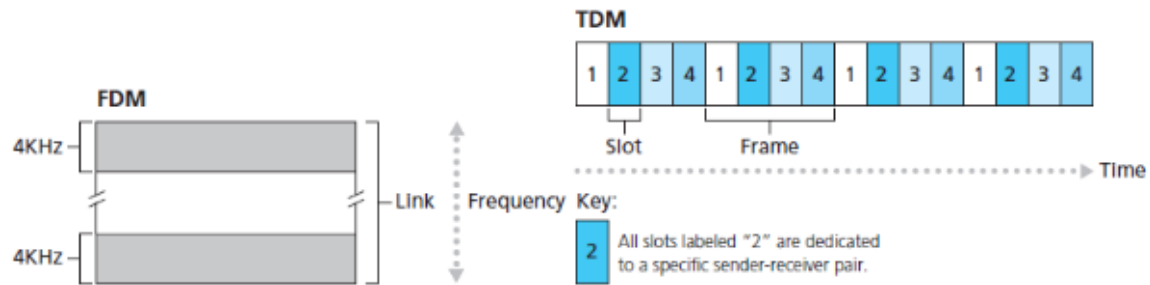 FDM
4KHz
4KHz
Link
Frequency
TDM
1 2 3 4 1 2 3 4 1 2 3 4 1 2 3 4
Slot
Frame
Time
Key:
2
All slots labeled "2" are dedicated
to a specific sender-receiver pair.